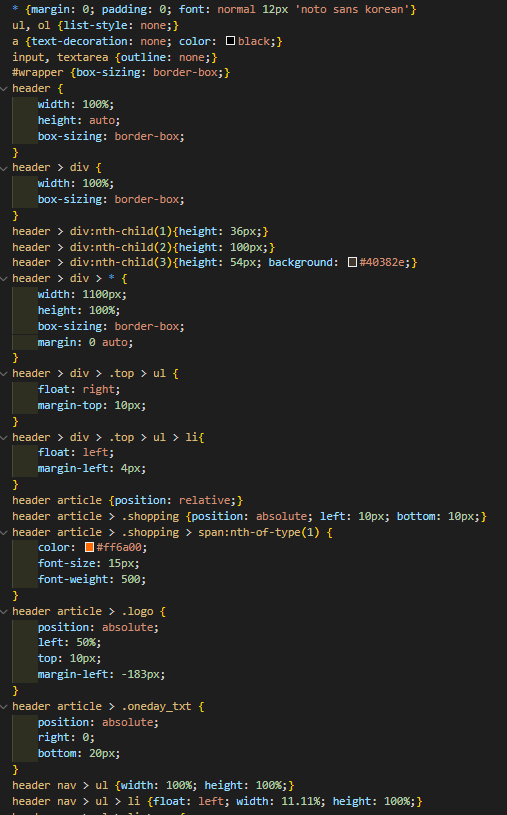 * {margin: 0; padding: 0; font: normal 12px 'noto sans korean'}
ul, ol {list-style: none;}
a {text-decoration: none; color: black;}
input, textarea {outline: none;}
#wrapper {box-sizing: border-box;}
header {
    width: 100%;
    height: auto;
    box-sizing: border-box;
}
header > div {
    width: 100%;
    box-sizing: border-box;
}
header > div:nth-child(1){height: 36px;}
header > div:nth-child(2){height: 100px;}
header > div:nth-child(3){height: 54px; background: #40382e;}
header > div > * {
    width: 1100px;
    height: 100%;
    box-sizing: border-box;
    margin: 0 auto;
}
header > div > .top > ul {
    float: right;
    margin-top: 10px;
}
header > div > .top > ul > li{
    float: left;
    margin-left: 4px;
}
header article {position: relative;}
header article > .shopping {position: absolute; left: 10px; bottom: 10px;}
header article > .shopping > span:nth-of-type(1) {
    color: #ff6a00;
    font-size: 15px;
    font-weight: 500;
}
header article > .logo {
    position: absolute;
    left: 50%;
    top: 10px;
    margin-left: -183px;
}
header article > .oneday_txt {
    position: absolute;
    right: 0;
    bottom: 20px;
}
header nav > ul {width: 100%; height: 100%;}
header nav > ul > li {float: left; width: 11.11%; height: 100%;}